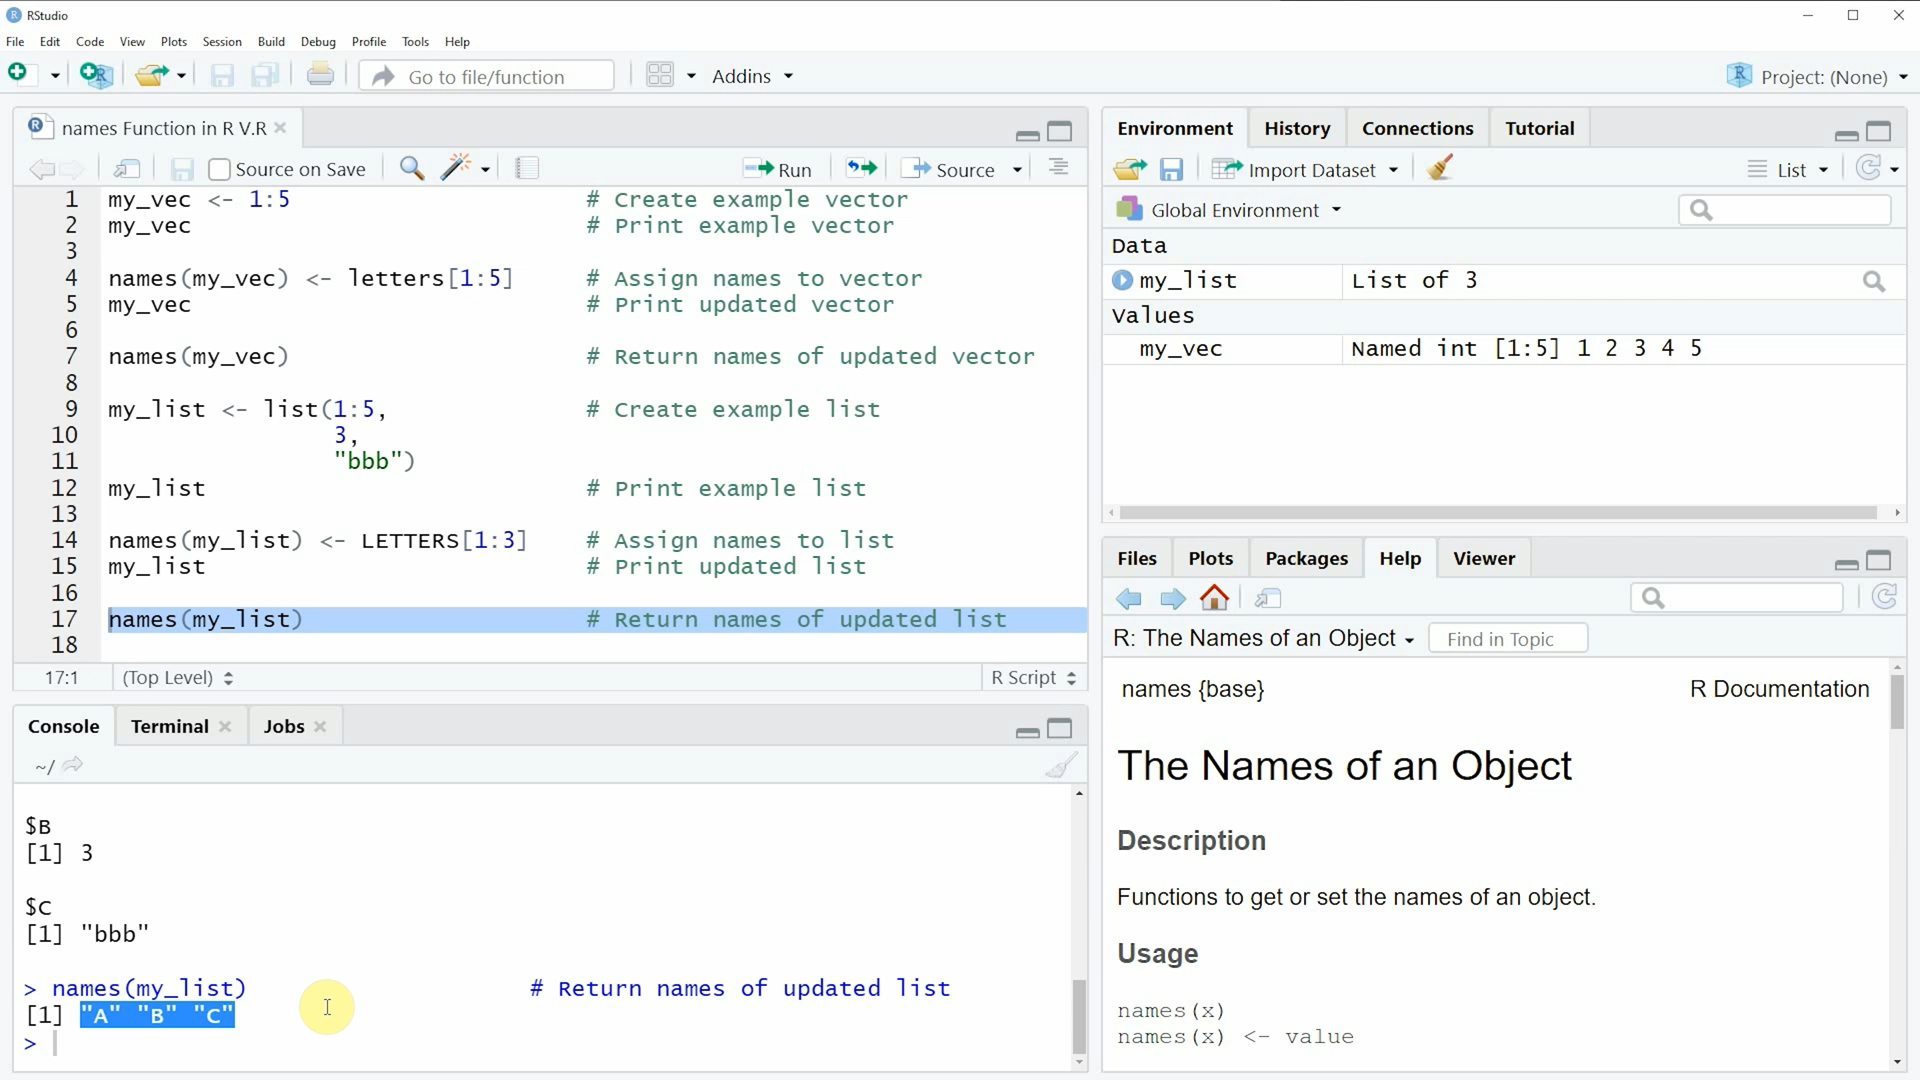 RStudio
File Edit Code View Plots Session Build Debug Profile Tools Help
Go to file/function Addins Project: (None)
names Function in R V.R
Source on Save Run Source
1 my_vec <- 1:5 # Create example vector
2 my_vec # Print example vector
3
4 names(my_vec) <- letters[1:5] # Assign names to vector
5 my_vec # Print updated vector
6
7 names(my_vec) # Return names of updated vector
8
9 my_list <- list(1:5, # Create example list
10 3,
11 "bbb")
12 my_list # Print example list
13
14 names(my_list) <- LETTERS[1:3] # Assign names to list
15 my_list # Print updated list
16
17 names(my_list) # Return names of updated list
18
17:1 (Top Level) R Script
Console Terminal Jobs
~/
$B
[1] 3
$C
[1] "bbb"
> names(my_list) # Return names of updated list
[1] "A" "B" "C"
>
Environment History Connections Tutorial
Import Dataset List
Global Environment
Data
my_list List of 3
Values
my_vec Named int [1:5] 1 2 3 4 5
Files Plots Packages Help Viewer
R: The Names of an Object Find in Topic
names {base} R Documentation
The Names of an Object
Description
Functions to get or set the names of an object.
Usage
names(x)
names(x) <- value